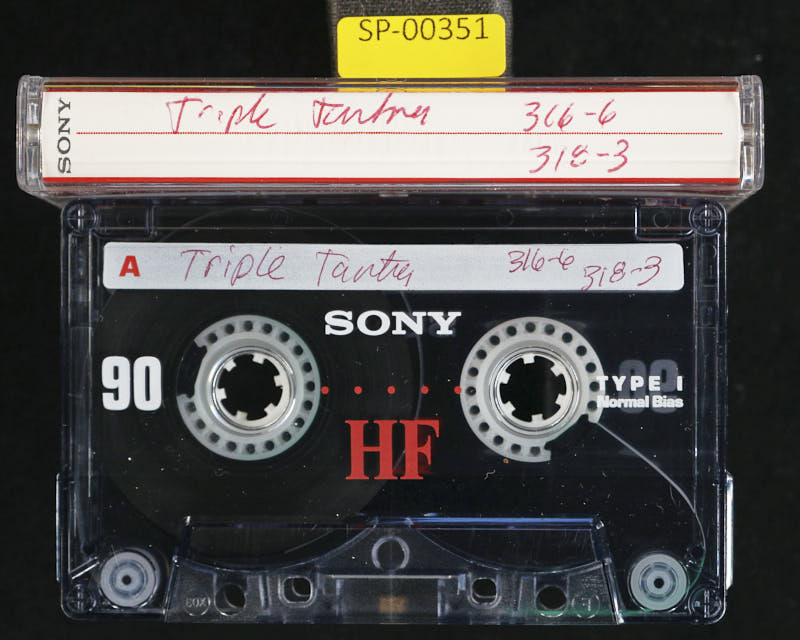 SP-00351
SONY
Triple Tantra 316-6
318-3
A Triple Tantra 316-6 318-3
SONY
90
TYPE I
Normal Bias
HF